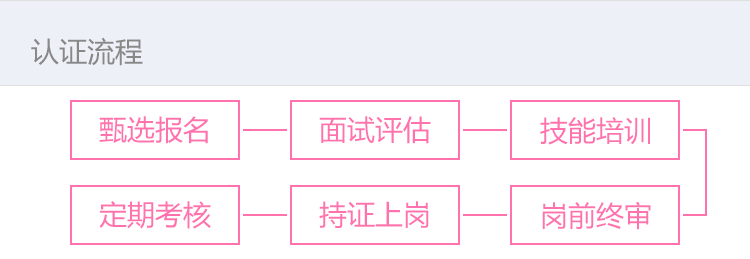 认证流程
甄选报名
面试评估
技能培训
岗前终审
持证上岗
定期考核